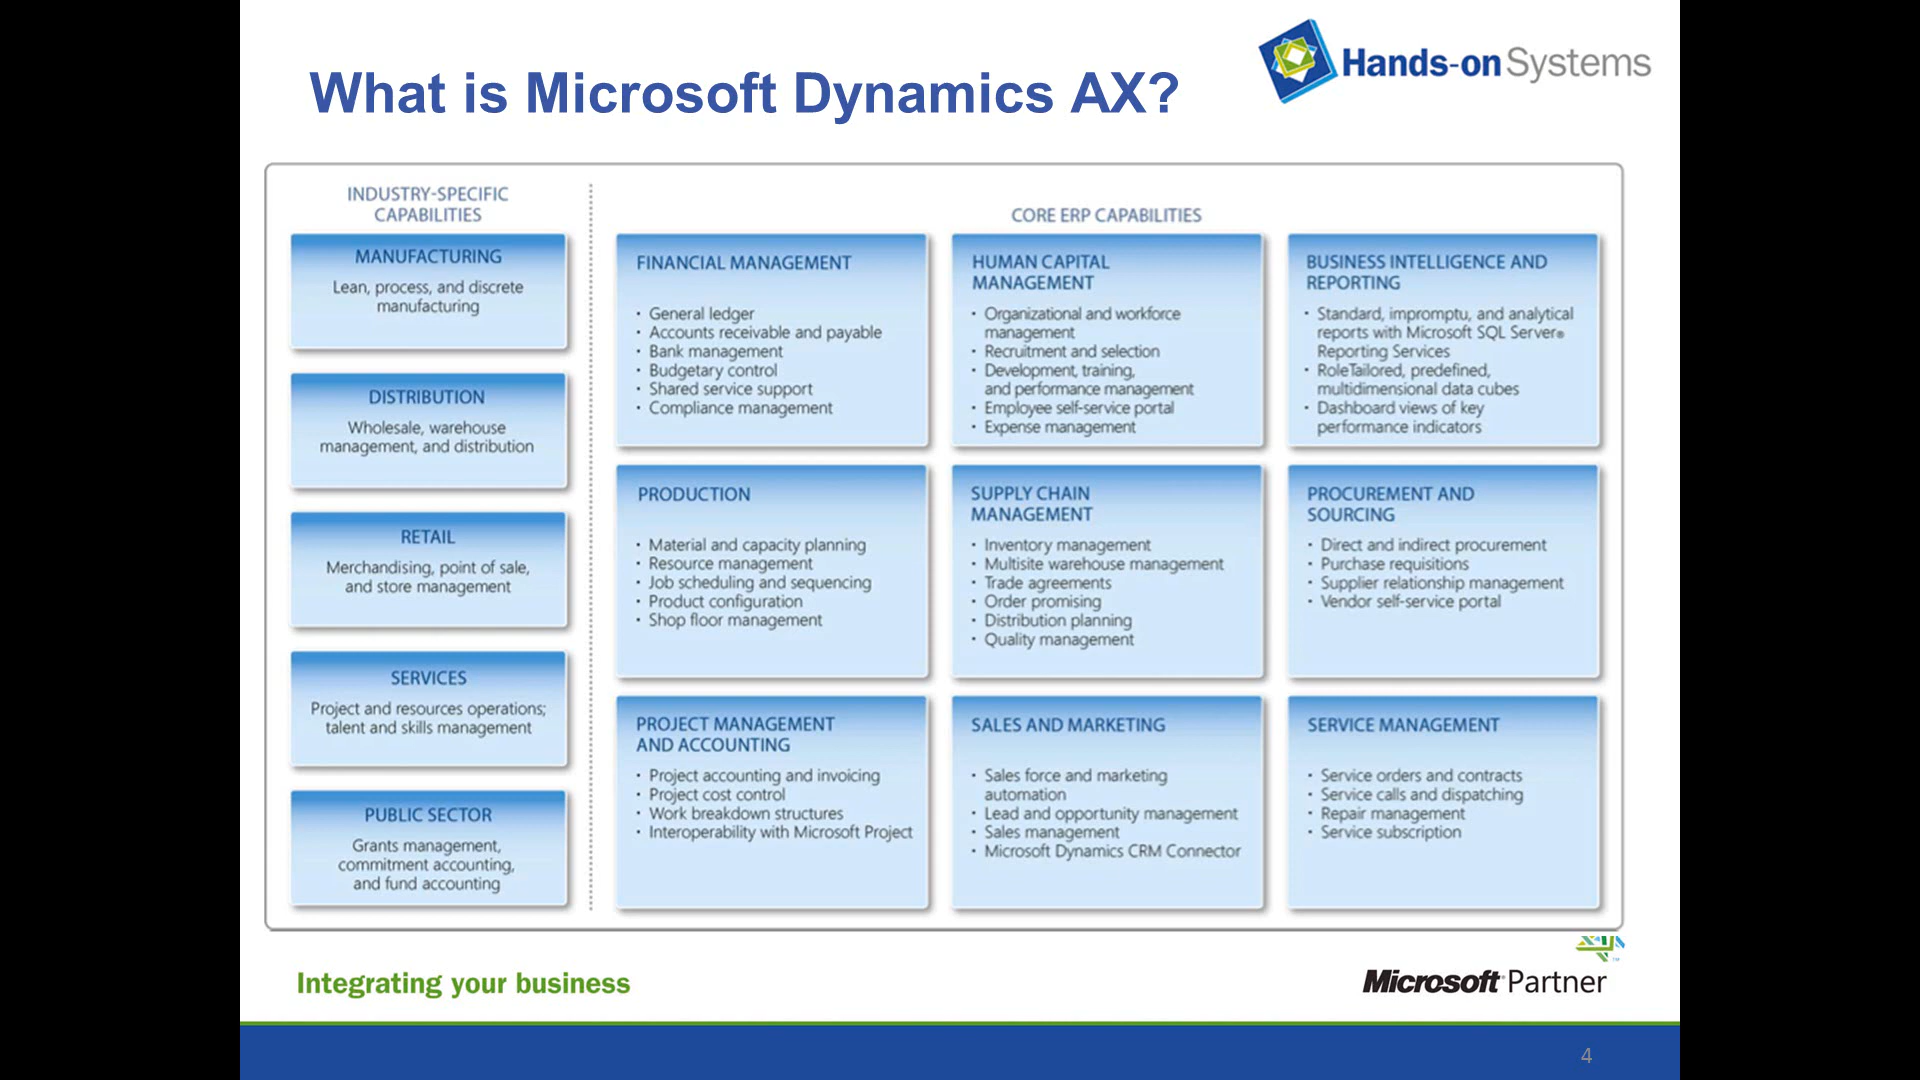 What is Microsoft Dynamics AX?
Hands-on Systems
INDUSTRY-SPECIFIC
CAPABILITIES
MANUFACTURING
Lean, process, and discrete
manufacturing
DISTRIBUTION
Wholesale, warehouse
management, and distribution
RETAIL
Merchandising, point of sale,
and store management
SERVICES
Project and resources operations;
talent and skills management
PUBLIC SECTOR
Grants management,
commitment accounting,
and fund accounting
CORE ERP CAPABILITIES
FINANCIAL MANAGEMENT
• General ledger
• Accounts receivable and payable
• Bank management
• Budgetary control
• Shared service support
• Compliance management
HUMAN CAPITAL
MANAGEMENT
• Organizational and workforce
management
• Recruitment and selection
• Development, training,
and performance management
• Employee self-service portal
• Expense management
BUSINESS INTELLIGENCE AND
REPORTING
• Standard, impromptu, and analytical
reports with Microsoft SQL Server®
Reporting Services
• RoleTailored, predefined,
multidimensional data cubes
• Dashboard views of key
performance indicators
PRODUCTION
• Material and capacity planning
• Resource management
• Job scheduling and sequencing
• Product configuration
• Shop floor management
SUPPLY CHAIN
MANAGEMENT
• Inventory management
• Multisite warehouse management
• Trade agreements
• Order promising
• Distribution planning
• Quality management
PROCUREMENT AND
SOURCING
• Direct and indirect procurement
• Purchase requisitions
• Supplier relationship management
• Vendor self-service portal
PROJECT MANAGEMENT
AND ACCOUNTING
• Project accounting and invoicing
• Project cost control
• Work breakdown structures
• Interoperability with Microsoft Project
SALES AND MARKETING
• Sales force and marketing
automation
• Lead and opportunity management
• Sales management
• Microsoft Dynamics CRM Connector
SERVICE MANAGEMENT
• Service orders and contracts
• Service calls and dispatching
• Repair management
• Service subscription
Integrating your business
TM
Microsoft Partner
4